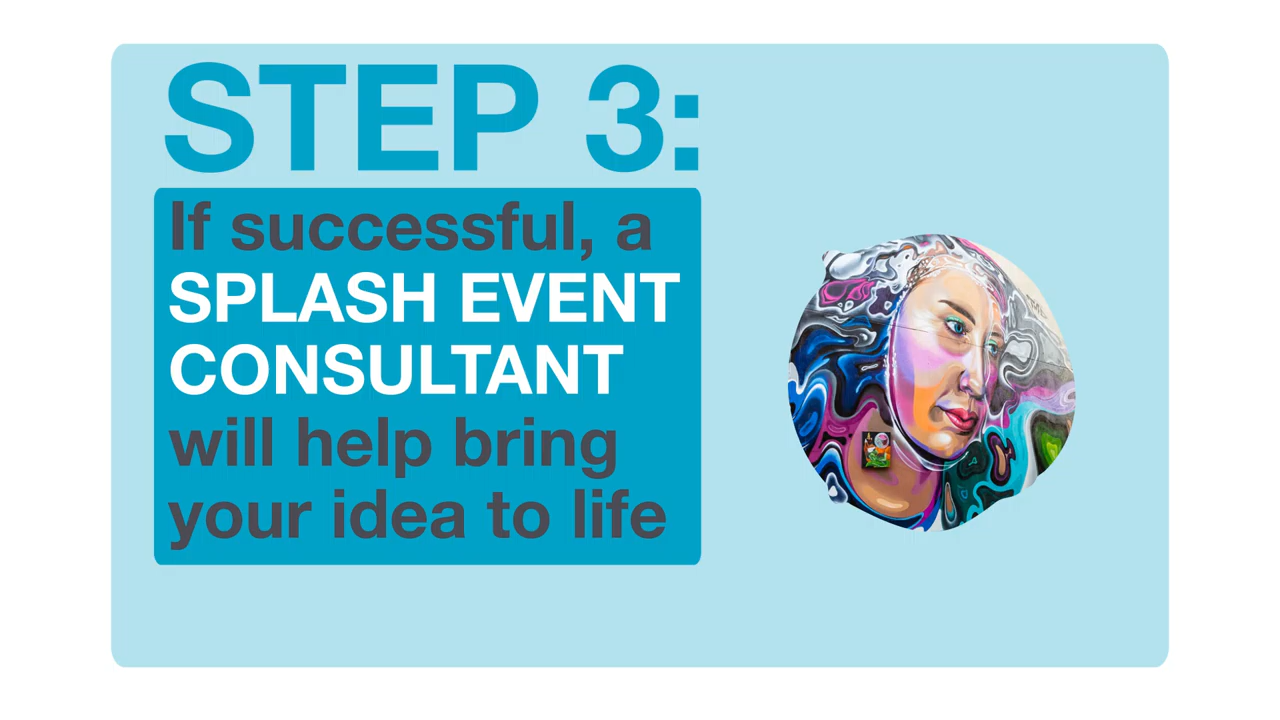 STEP 3:
If successful, a
SPLASH EVENT
CONSULTANT
will help bring
your idea to life